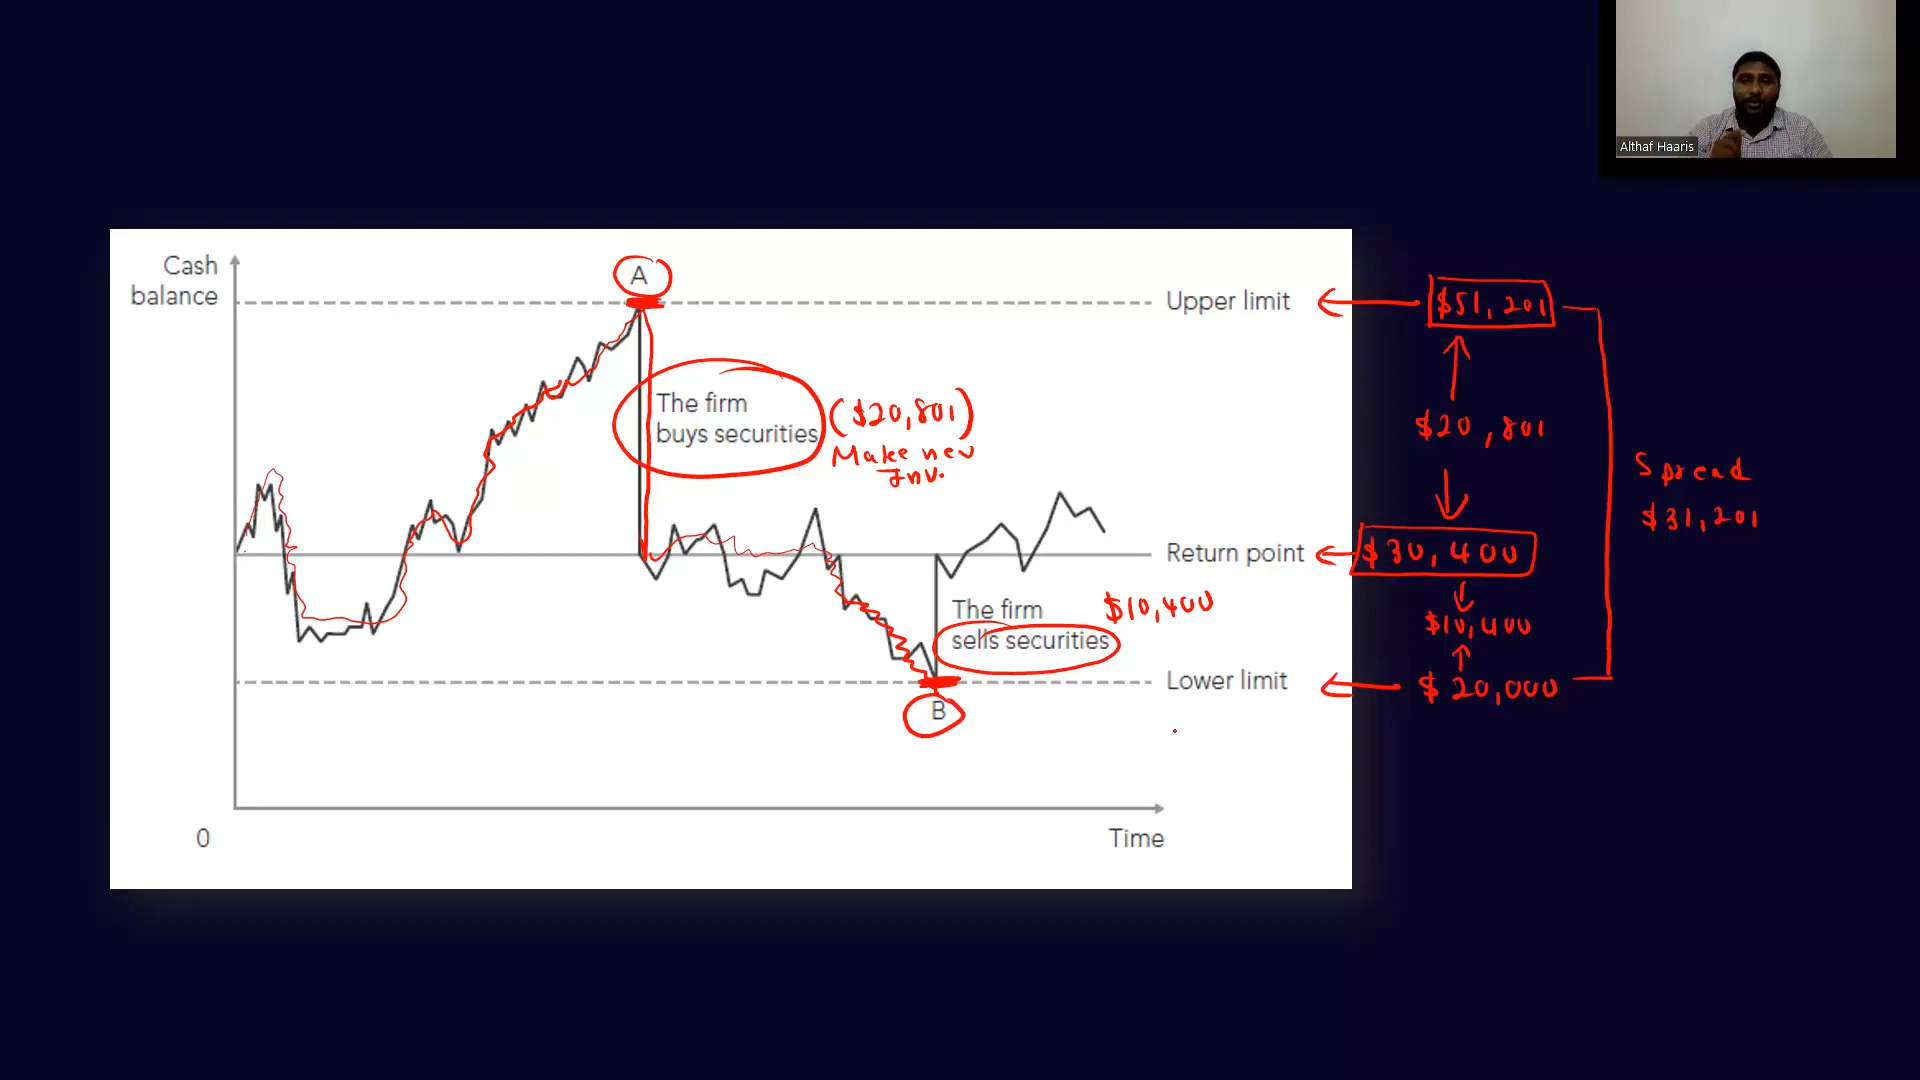 Althaf Haaris
Cash
balance
A
Upper limit
$51,201
The firm
buys securities
($20,801)
Make new
Inv.
$20,801
Spread
$31,201
Return point
$30,400
The firm
sells securities
$10,400
$10,400
Lower limit
$20,000
B
0
Time